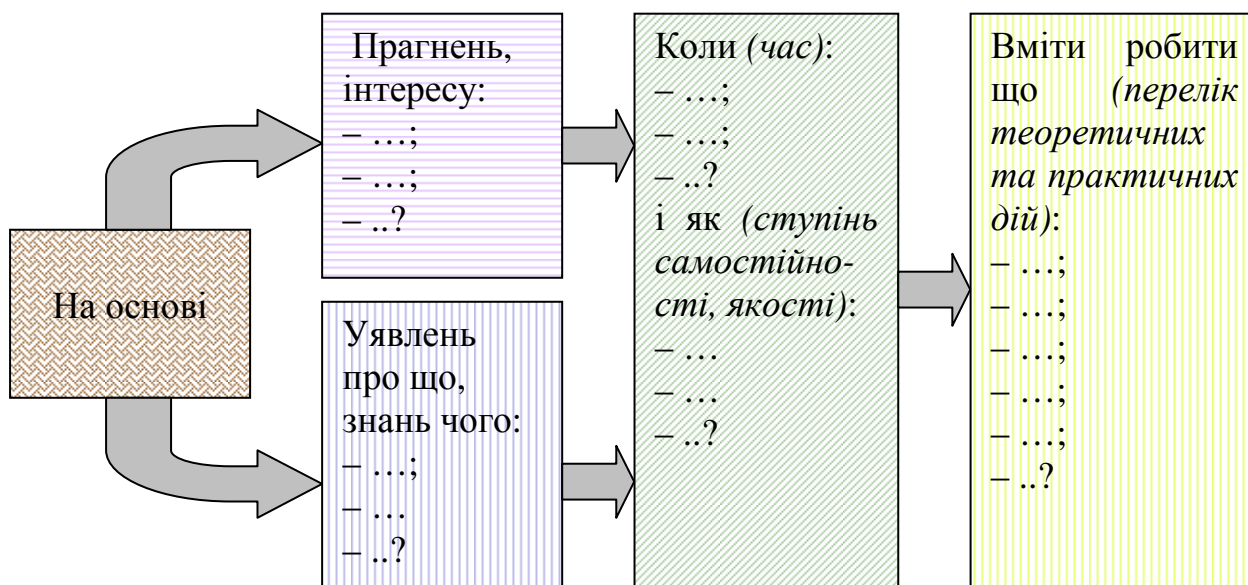 На основі
Прагнень,
інтересу:
– …;
– …;
– ..?
Уявлень
про що,
знань чого:
– …;
– …
– ..?
Коли (час):
– …;
– …;
– ..?
і як (ступінь
самостійно-
сті, якості):
– …
– …
– ..?
Вміти робити
що (перелік
теоретичних
та практичних
дій):
– …;
– …;
– …;
– …;
– …;
– ..?